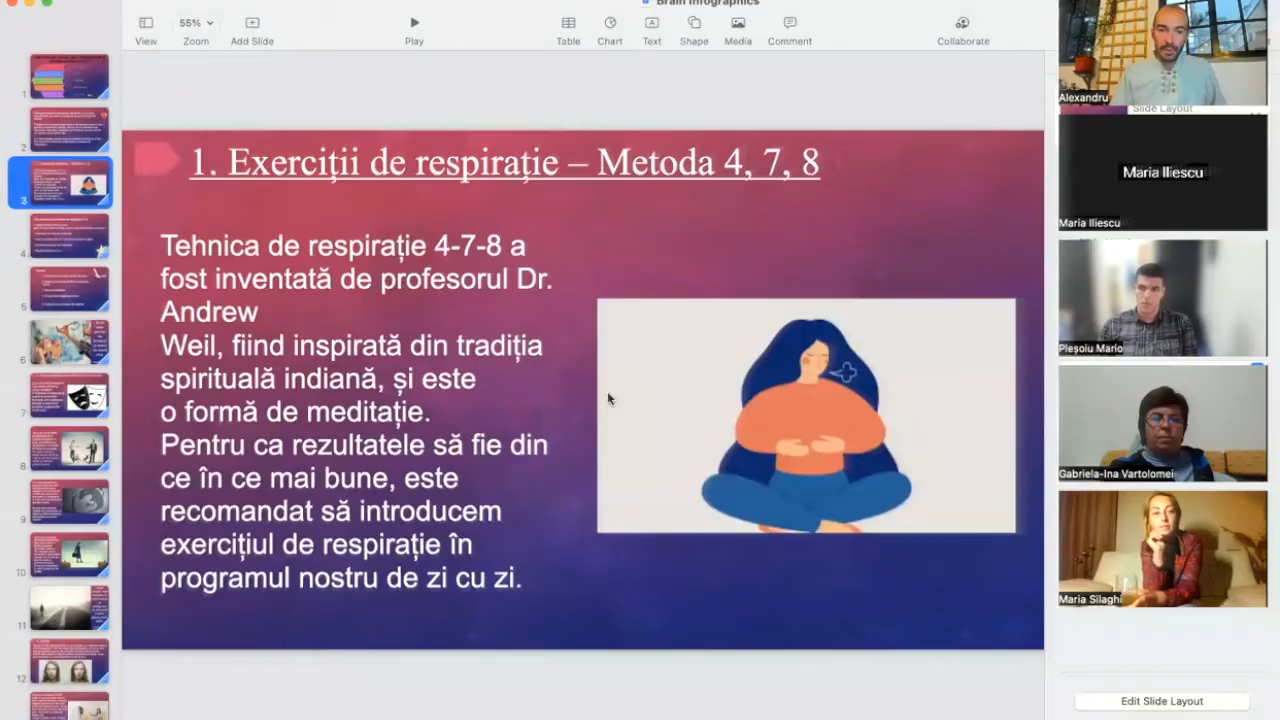 Brain Infographics
View
55%
Zoom
Add Slide
Play
Table
Chart
Text
Shape
Media
Comment
Collaborate
1
2
3
4
5
6
7
8
9
10
11
12
1. Exerciții de respirație – Metoda 4, 7, 8
Tehnica de respirație 4-7-8 a
fost inventată de profesorul Dr.
Andrew
Weil, fiind inspirată din tradiția
spirituală indiană, și este
o formă de meditație.
Pentru ca rezultatele să fie din
ce în ce mai bune, este
recomandat să introducem
exercițiul de respirație în
programul nostru de zi cu zi.
Alexandru
Slide Layout
Maria Iliescu
Maria Iliescu
Pleșoiu Mario
Gabriela-Ina Vartolomei
Maria Silaghi
Edit Slide Layout